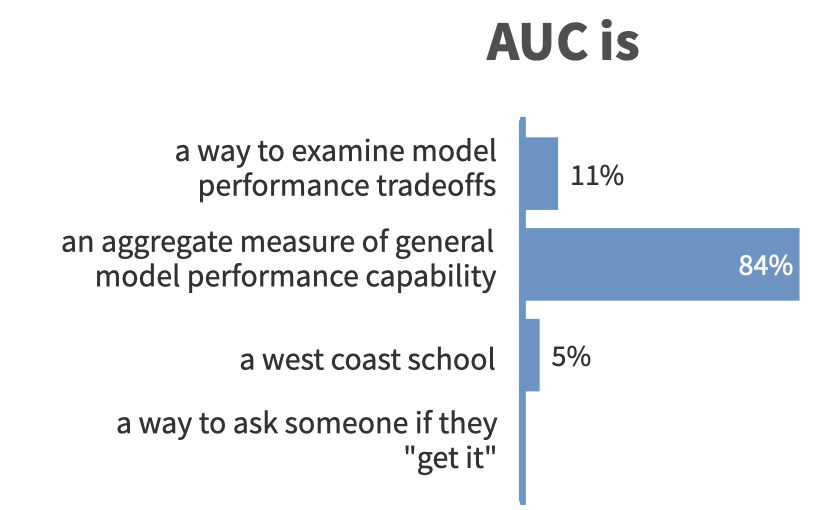 AUC is
a way to examine model
performance tradeoffs
11%
an aggregate measure of general
model performance capability
84%
a west coast school
5%
a way to ask someone if they
"get it"